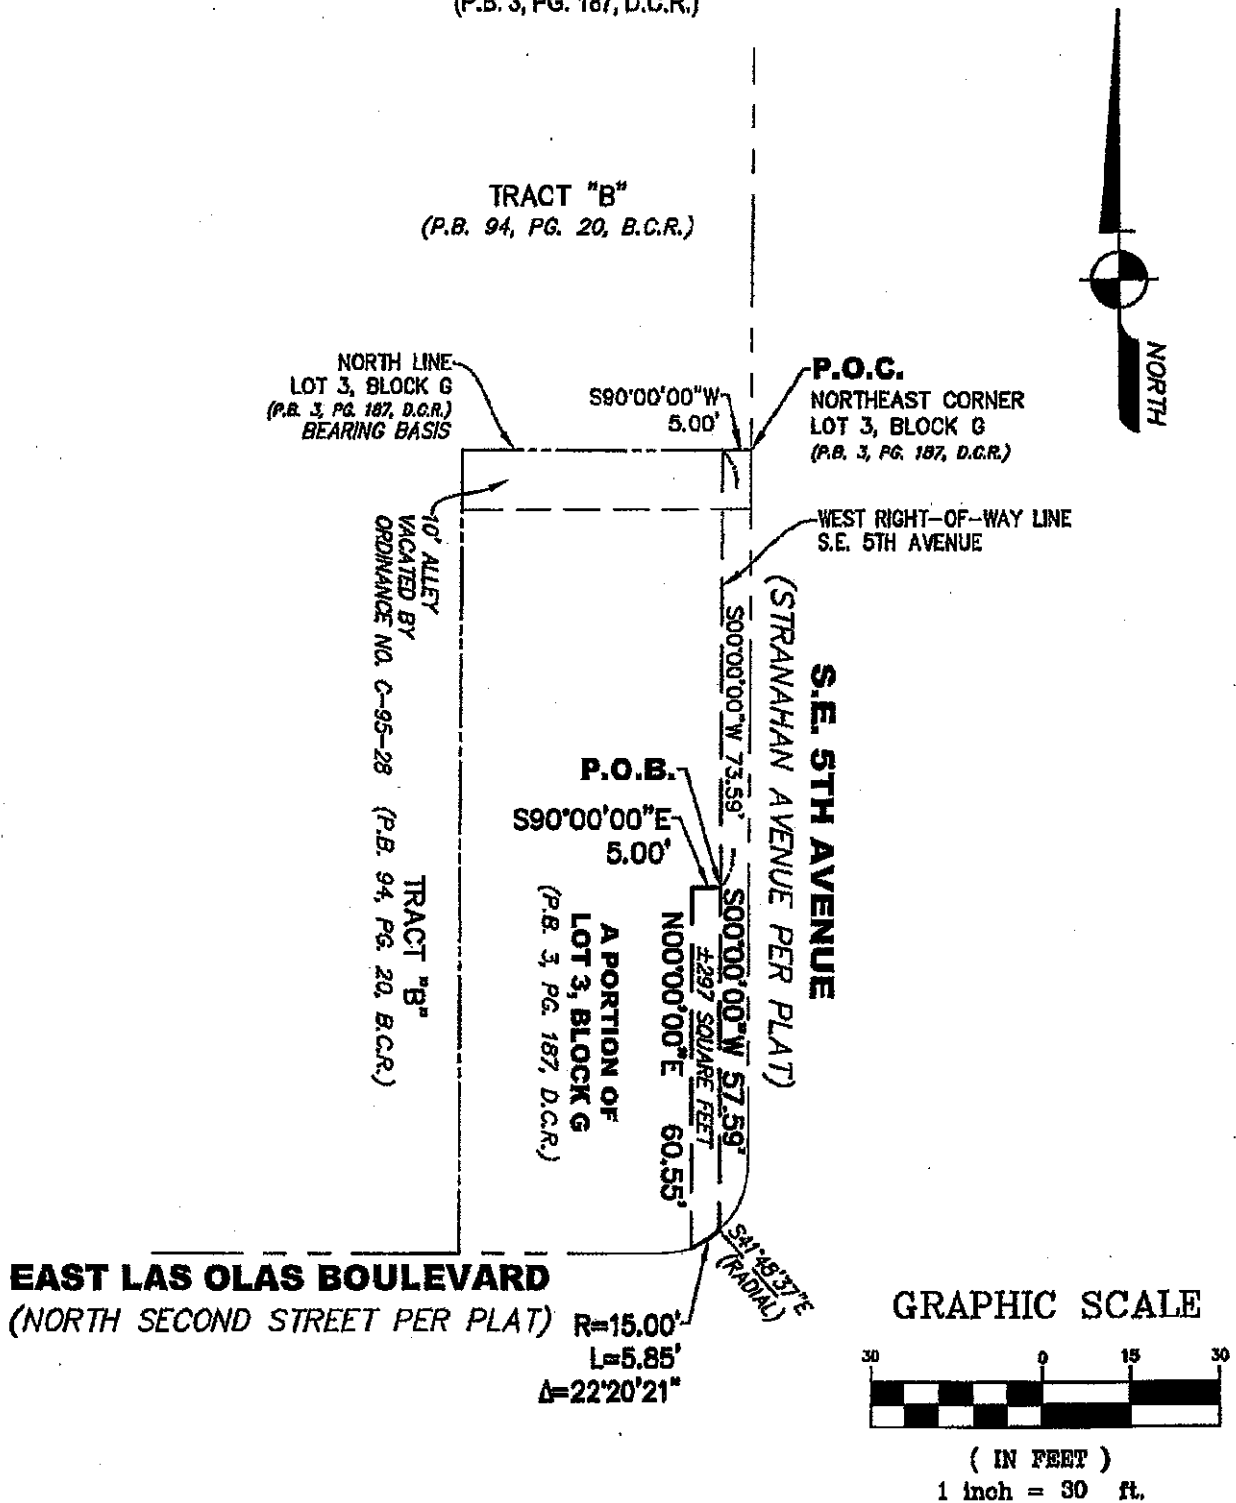 (P.B. 3, PG. 187, D.C.R.)
TRACT "B"
(P.B. 94, PG. 20, B.C.R.)
NORTH
NORTH LINE
LOT 3, BLOCK G
(P.B. 3, PG. 187, D.C.R.)
BEARING BASIS
S90°00'00"W
5.00'
P.O.C.
NORTHEAST CORNER
LOT 3, BLOCK G
(P.B. 3, PG. 187, D.C.R.)
WEST RIGHT-OF-WAY LINE
S.E. 5TH AVENUE
10' ALLEY
VACATED BY
ORDINANCE NO. C-95-28
TRACT "B"
(P.B. 94, PG. 20, B.C.R.)
S00°00'00"W 73.59'
S.E. 5TH AVENUE
(STRANAHAN AVENUE PER PLAT)
P.O.B.
S90°00'00"E
5.00'
S00°00'00"W 57.59'
±297 SQUARE FEET
N00°00'00"E 60.55'
A PORTION OF
LOT 3, BLOCK G
(P.B. 3, PG. 187, D.C.R.)
S41°48'37"E
(RADIAL)
EAST LAS OLAS BOULEVARD
(NORTH SECOND STREET PER PLAT)
R=15.00'
L=5.85'
Δ=22°20'21"
GRAPHIC SCALE
30 0 15 30
( IN FEET )
1 inch = 30 ft.